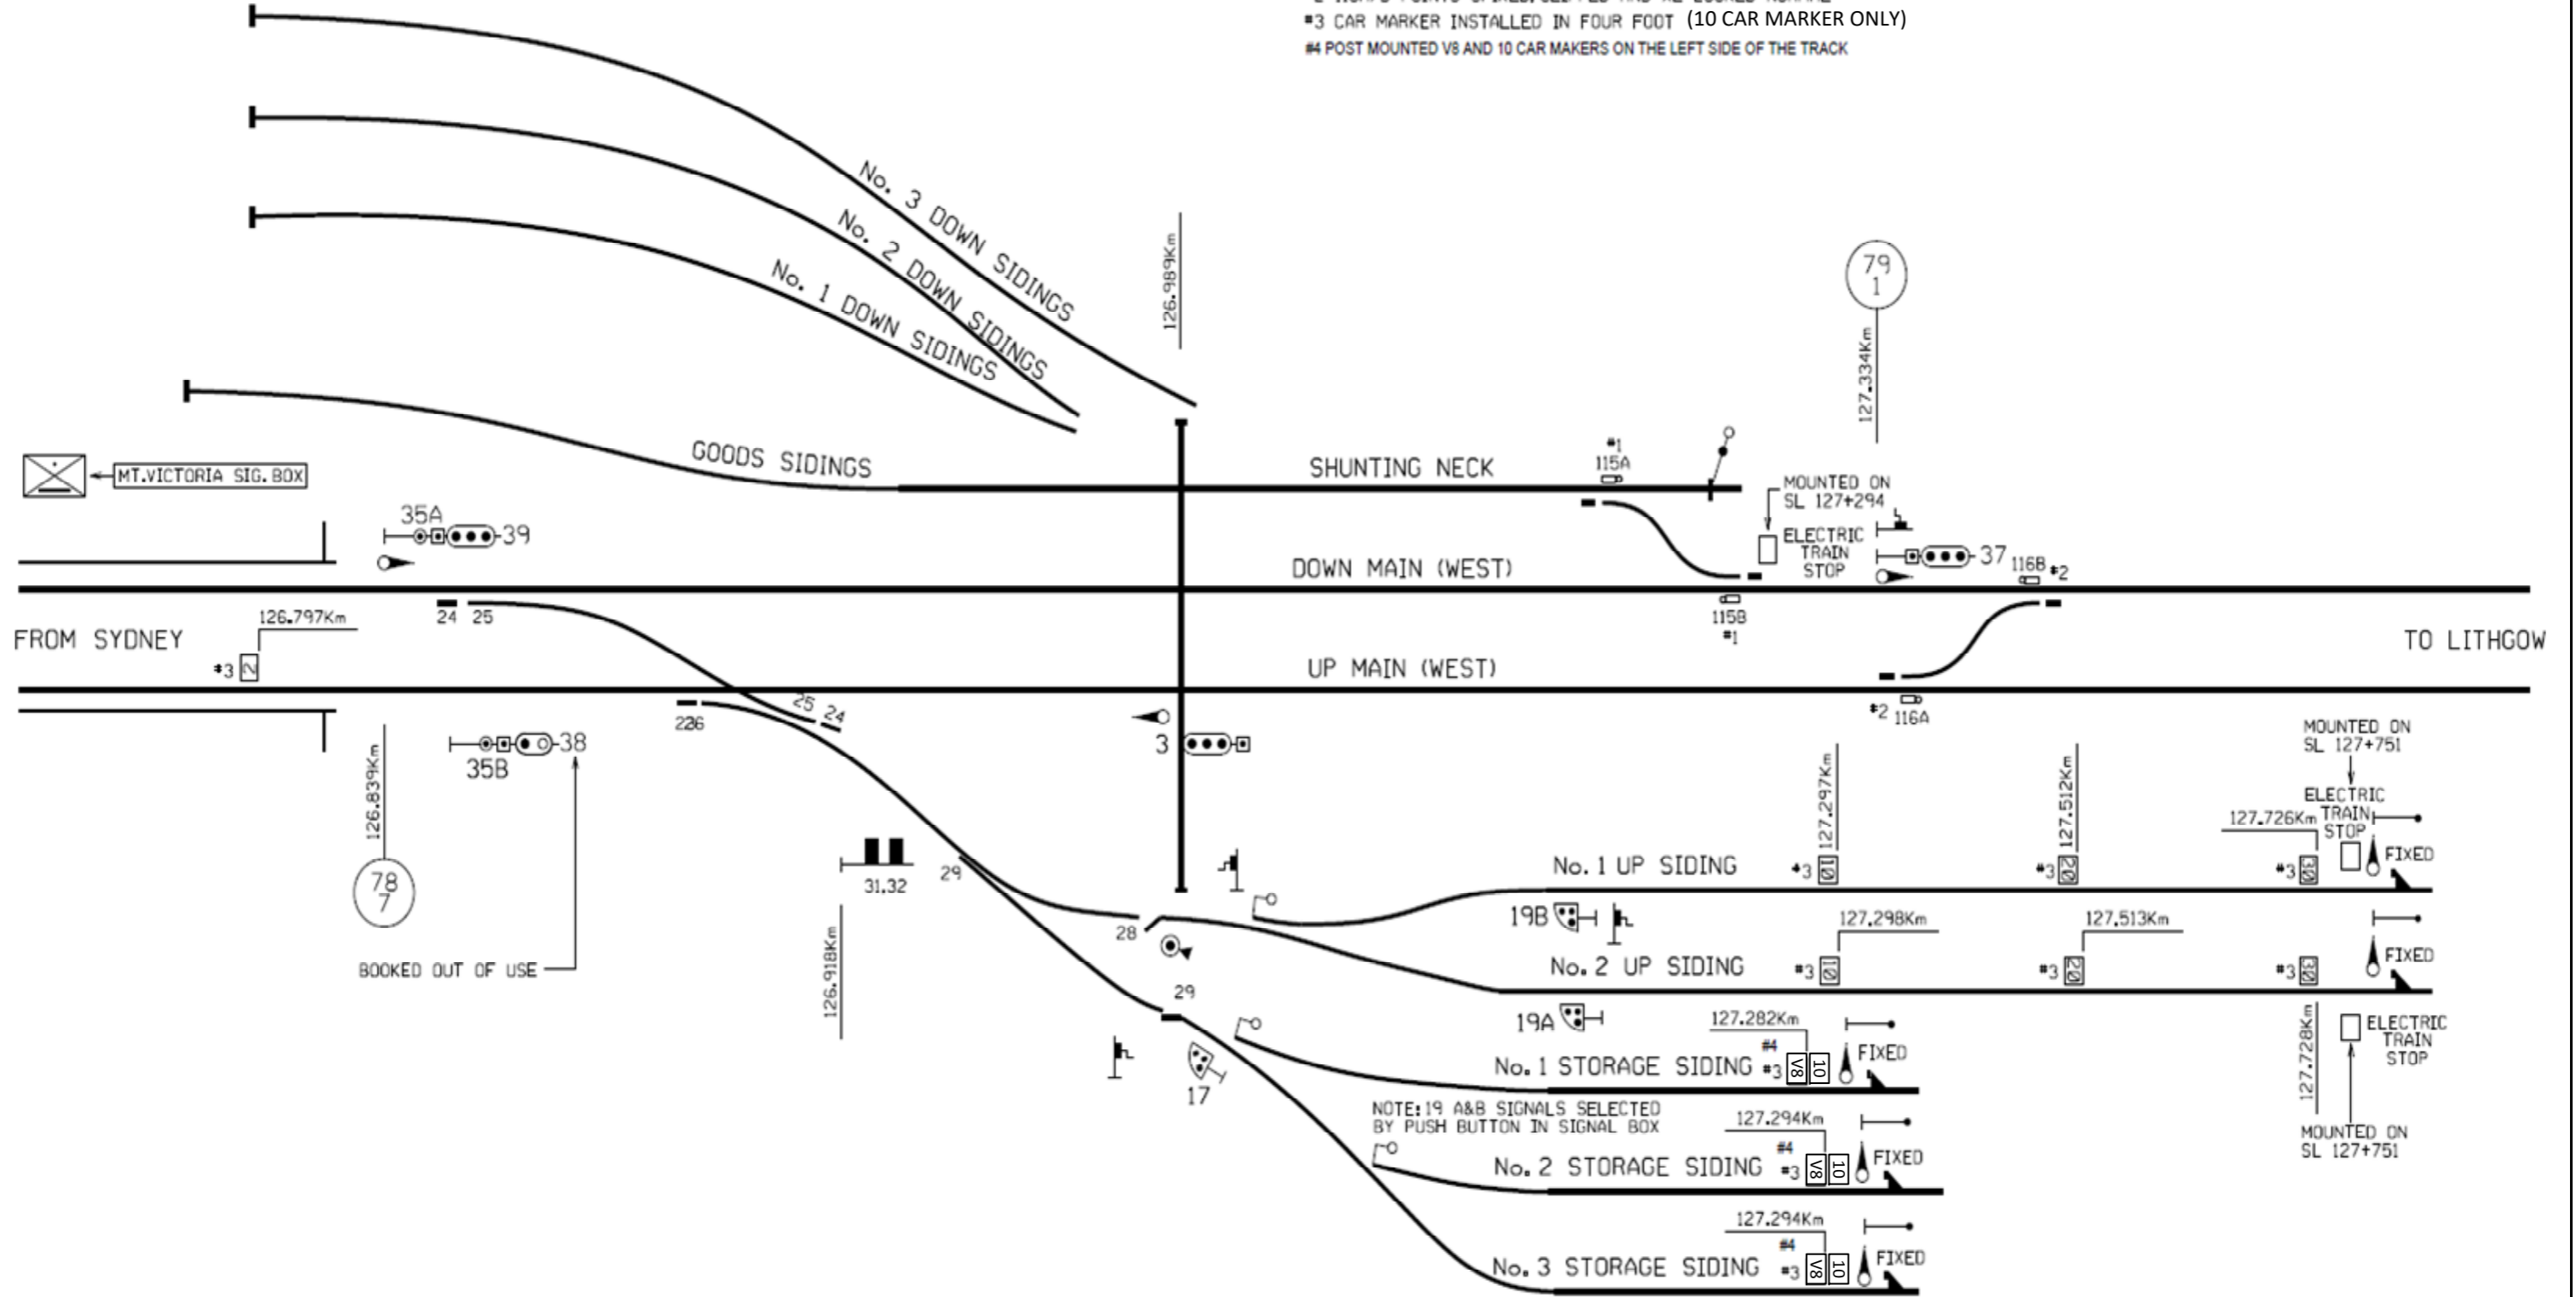 #3 CAR MARKER INSTALLED IN FOUR FOOT (10 CAR MARKER ONLY)
#4 POST MOUNTED V8 AND 10 CAR MAKERS ON THE LEFT SIDE OF THE TRACK
No. 3 DOWN SIDINGS
No. 2 DOWN SIDINGS
No. 1 DOWN SIDINGS
126.989Km
79
1
127.334Km
GOODS SIDINGS
SHUNTING NECK
#1
115A
MT.VICTORIA SIG.BOX
MOUNTED ON
SL 127+294
ELECTRIC
TRAIN
STOP
35A
39
37
116B #2
DOWN MAIN (WEST)
24 25
115B
#1
126.797Km
FROM SYDNEY
TO LITHGOW
#3 2
UP MAIN (WEST)
226
25 24
#2 116A
3
38
35B
126.839Km
78
7
BOOKED OUT OF USE
31.32
126.918Km
29
28
29
17
MOUNTED ON
SL 127+751
ELECTRIC
TRAIN
STOP
127.297Km
127.512Km
127.726Km
No. 1 UP SIDING
#3 10
#3 20
#3 30
FIXED
19B
127.298Km
127.513Km
No. 2 UP SIDING
#3 10
#3 20
#3 30
FIXED
19A
127.728Km
ELECTRIC
TRAIN
STOP
MOUNTED ON
SL 127+751
127.282Km
No. 1 STORAGE SIDING
#4
#3 V8 10
FIXED
NOTE:19 A&B SIGNALS SELECTED
BY PUSH BUTTON IN SIGNAL BOX
127.294Km
No. 2 STORAGE SIDING
#4
#3 V8 10
FIXED
127.294Km
No. 3 STORAGE SIDING
#4
#3 V8 10
FIXED